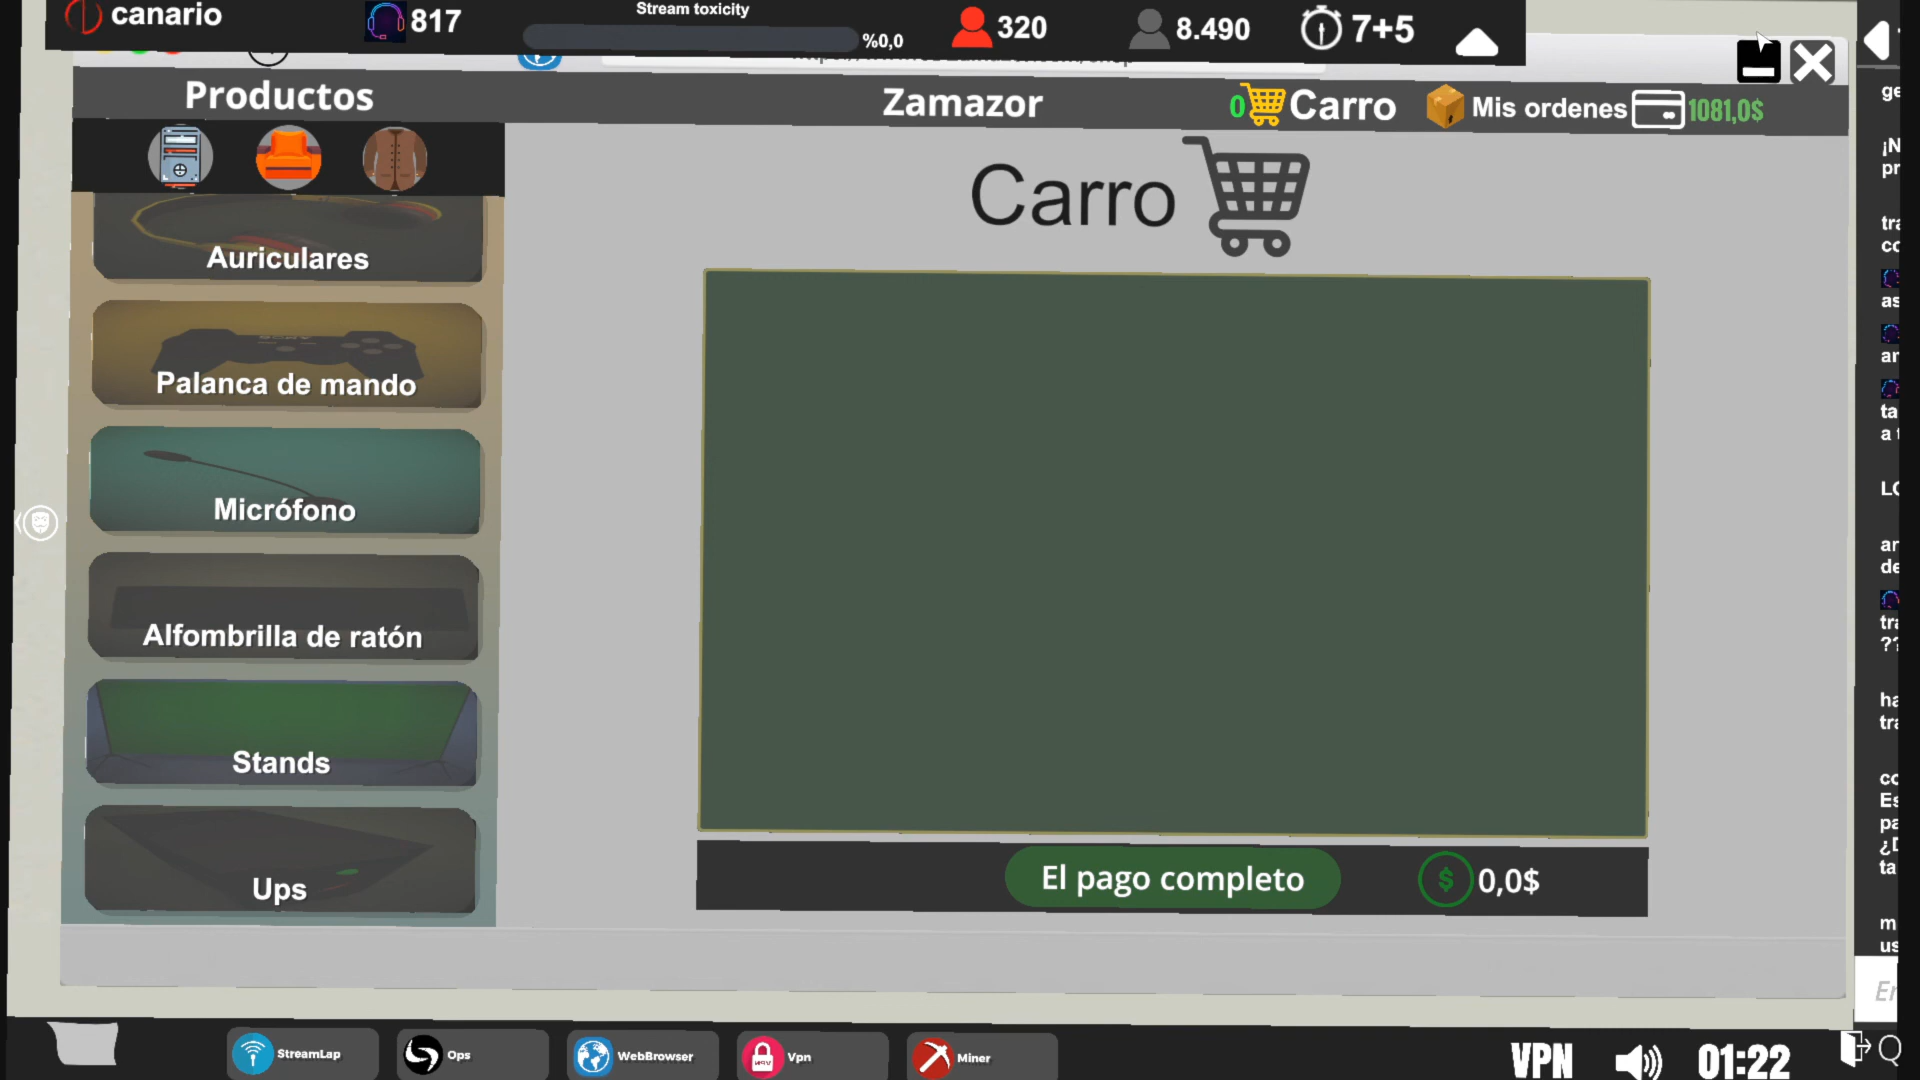 canario
817
Stream toxicity
%0,0
320
8.490
7+5
Productos
Zamazor
0 Carro
Mis ordenes
1081,0$
Carro
Auriculares
Palanca de mando
Micrófono
Alfombrilla de ratón
Stands
Ups
El pago completo
$ 0,0$
StreamLap
Ops
WebBrowser
Vpn
Miner
VPN
01:22
Q